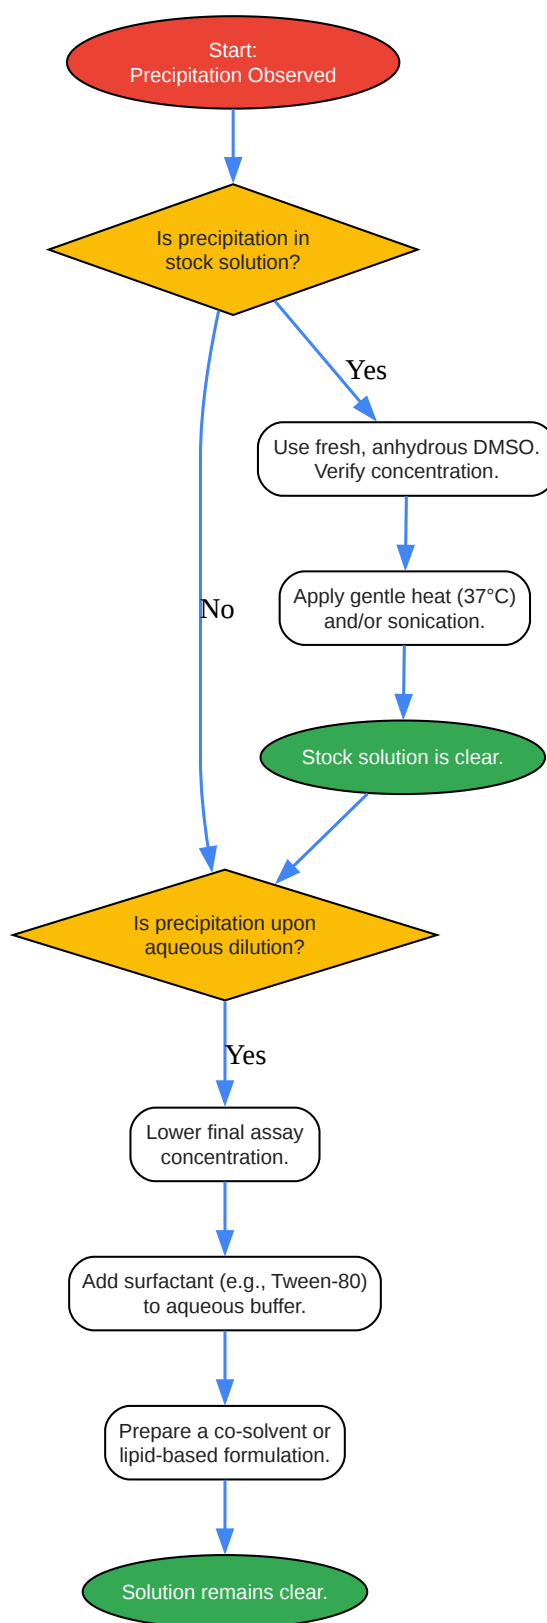 Start:
Precipitation Observed
Is precipitation in
stock solution?
Yes
Use fresh, anhydrous DMSO.
Verify concentration.
Apply gentle heat (37°C)
and/or sonication.
No
Stock solution is clear.
Is precipitation upon
aqueous dilution?
Yes
Lower final assay
concentration.
Add surfactant (e.g., Tween-80)
to aqueous buffer.
Prepare a co-solvent or
lipid-based formulation.
Solution remains clear.